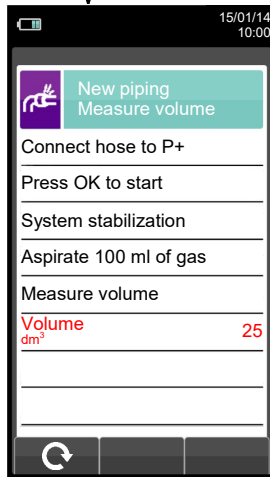 15/01/14
10:00
New piping
Measure volume
Connect hose to P+
Press OK to start
System stabilization
Aspirate 100 ml of gas
Measure volume
Volume 25
dm³